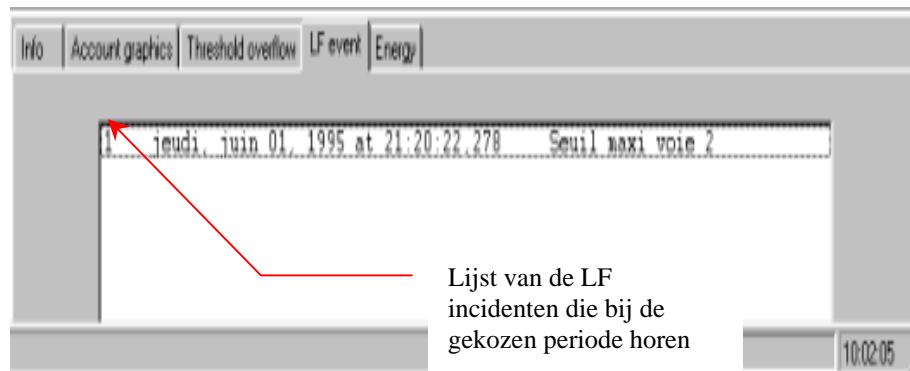 Info Account graphics Threshold overflow LF event Energy
1 jeudi, juin 01, 1995 at 21:20:22,278 Seuil maxi voie 2
Lijst van de LF
incidenten die bij de
gekozen periode horen
10:02:05